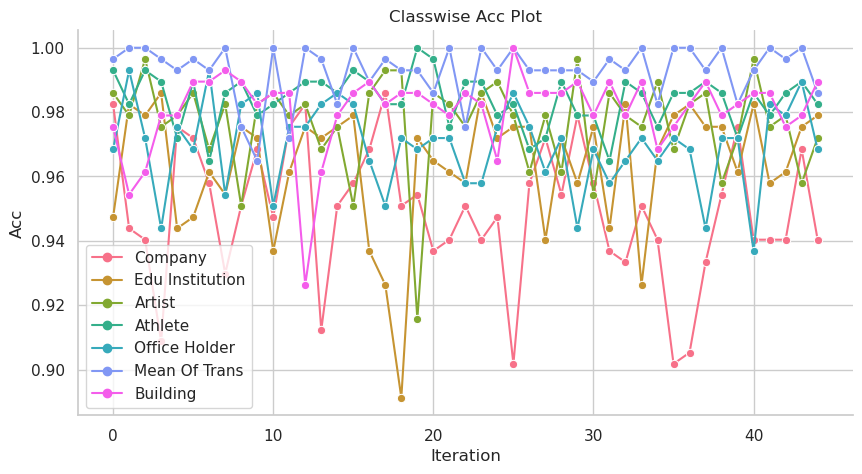 Classwise Acc Plot
Acc
1.00
0.98
0.96
0.94
0.92
0.90
Company
Edu Institution
Artist
Athlete
Office Holder
Mean Of Trans
Building
0 10 20 30 40
Iteration